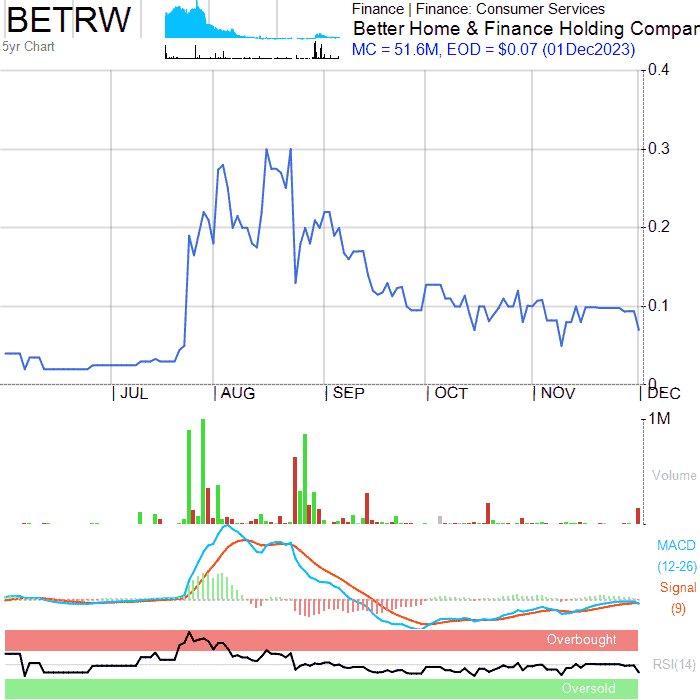 BETRW
5yr Chart
Finance | Finance: Consumer Services
Better Home & Finance Holding Compan
MC = 51.6M, EOD = $0.07 (01Dec2023)
0.4
0.3
0.2
0.1
0
JUL AUG SEP OCT NOV DEC
1M
Volume
MACD
(12-26)
Signal
(9)
Overbought
RSI(14)
Oversold